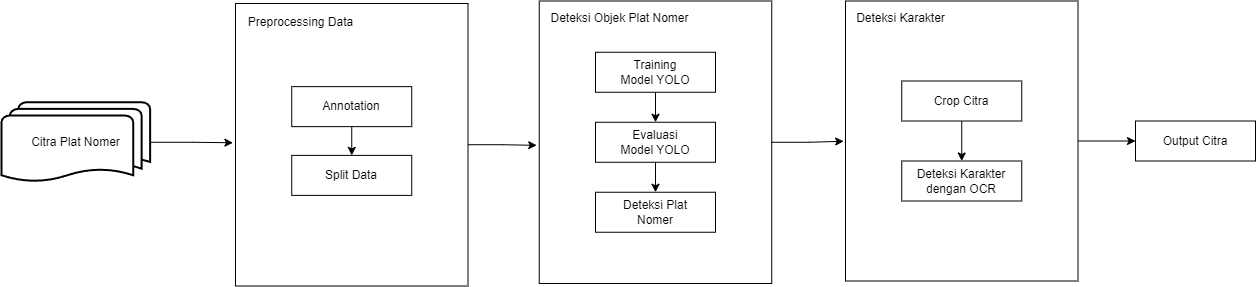 Citra Plat Nomer
Preprocessing Data
Annotation
Split Data
Deteksi Objek Plat Nomer
Training
Model YOLO
Evaluasi
Model YOLO
Deteksi Plat
Nomer
Deteksi Karakter
Crop Citra
Deteksi Karakter
dengan OCR
Output Citra